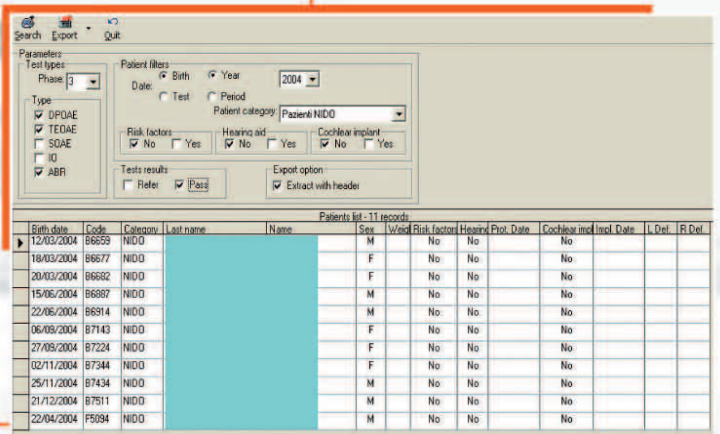 Search Export Quit
Parameters
Test types
Phase: 3
Type
DPOAE
TEOAE
SOAE
IO
ABR
Patient filters
Date: Birth Year 2004
Test Period
Patient category: Pazienti NIDO
Risk factors Hearing aid Cochlear implant
No Yes No Yes No Yes
Tests results Export option
Refer Pass Extract with header
Patients list - 11 records
Birth date Code Category Last name Name Sex Weigl Risk factors Hearing Prot. Date Cochlear impl Impl. Date L Def. R Def.
12/03/2004 B6659 NIDO M No No No
18/03/2004 B6677 NIDO F No No No
20/03/2004 B6682 NIDO F No No No
15/06/2004 B6887 NIDO M No No No
22/06/2004 B6914 NIDO M No No No
06/09/2004 B7143 NIDO F No No No
27/09/2004 B7224 NIDO F No No No
02/11/2004 B7344 NIDO F No No No
25/11/2004 B7434 NIDO M No No No
21/12/2004 B7511 NIDO M No No No
22/04/2004 F5094 NIDO M No No No